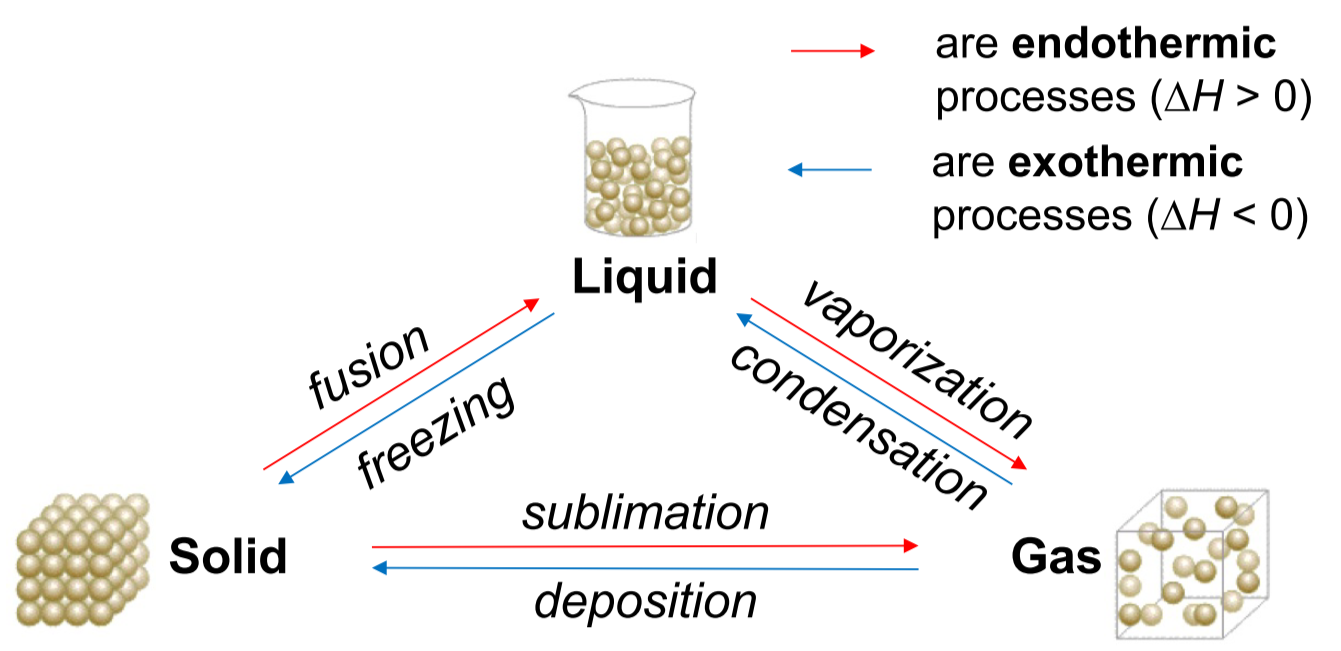 are endothermic
processes (ΔH > 0)
are exothermic
processes (ΔH < 0)
Liquid
fusion
freezing
vaporization
condensation
Solid
sublimation
deposition
Gas